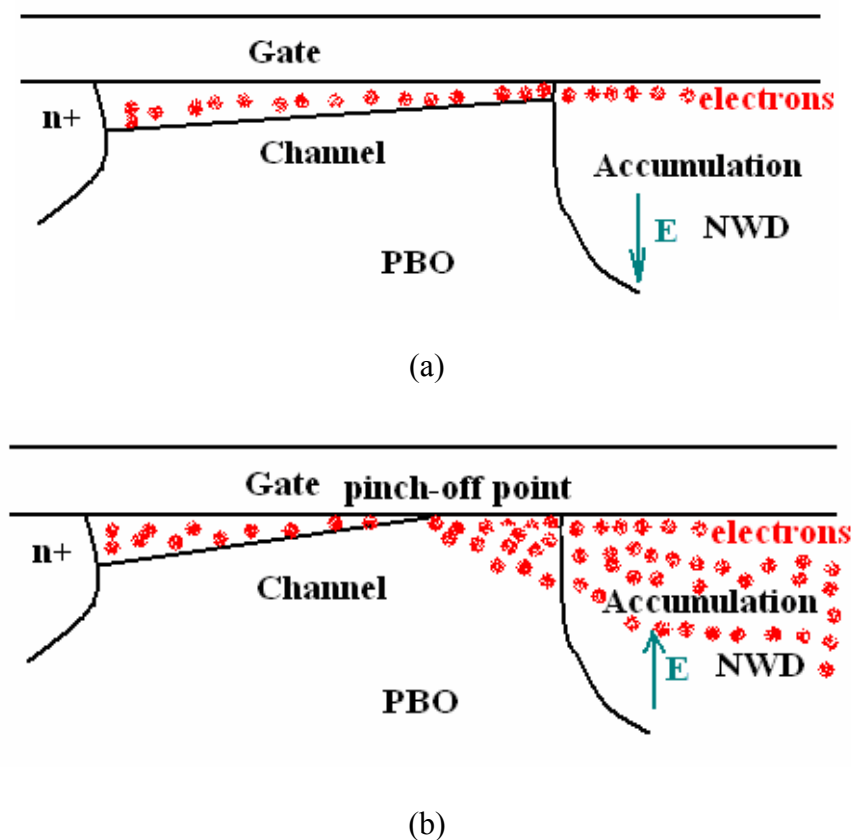 Gate
n+
electrons
Channel
Accumulation
E NWD
PBO
(a)
Gate pinch-off point
n+
electrons
Channel
Accumulation
E NWD
PBO
(b)